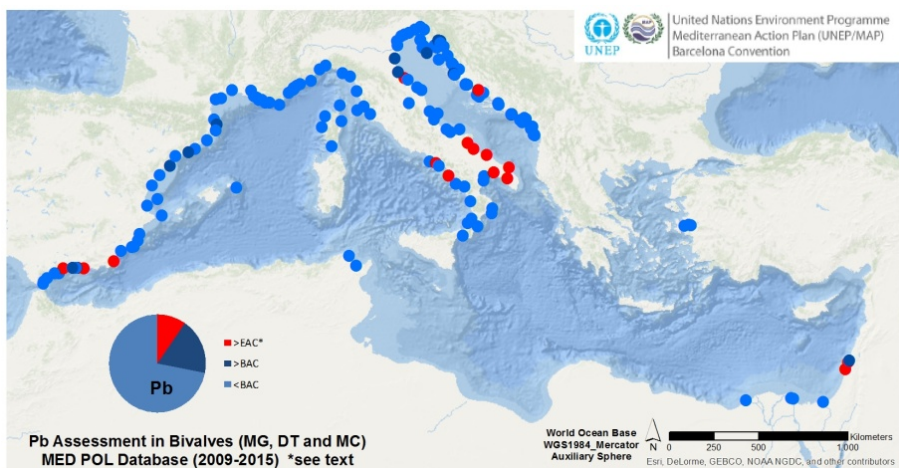 United Nations Environment Programme
Mediterranean Action Plan (UNEP/MAP)
Barcelona Convention
UNEP
MAP
>EAC*
>BAC
<BAC
Pb
Pb Assessment in Bivalves (MG, DT and MC)
MED POL Database (2009-2015) *see text
World Ocean Base
WGS1984_Mercator
Auxiliary Sphere
Kilometers
0 250 500 750 1,000
Esri, DeLorme, GEBCO, NOAA NGDC, and other contributors